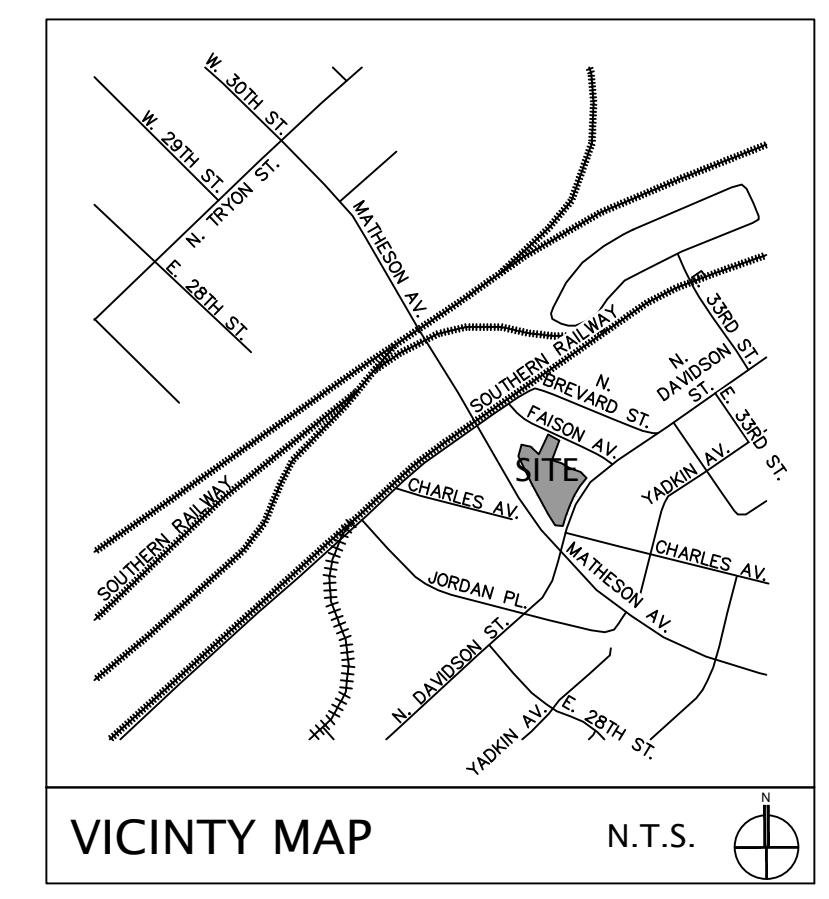 W. 30TH ST.
W. 29TH ST.
N. TRYON ST.
E. 28TH ST.
MATHESON AV.
SOUTHERN RAILWAY
E. 33RD ST.
N.
DAVIDSON
ST.
N.
BREVARD ST.
FAISON AV.
E. 33RD ST.
SITE
YADKIN AV.
SOUTHERN RAILWAY
CHARLES AV.
CHARLES AV.
MATHESON AV.
JORDAN PL.
N. DAVIDSON ST.
YADKIN AV.
E. 28TH ST.
VICINTY MAP
N.T.S.
N